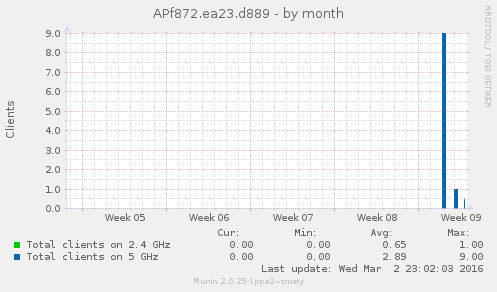 APf872.ea23.d889 - by month
RRDTOOL / TOBI OETIKER
Clients
9.0
8.0
7.0
6.0
5.0
4.0
3.0
2.0
1.0
0.0
Week 05 Week 06 Week 07 Week 08 Week 09
Cur: Min: Avg: Max:
Total clients on 2.4 GHz 0.00 0.00 0.65 1.00
Total clients on 5 GHz 0.00 0.00 2.89 9.00
Last update: Wed Mar 2 23:02:03 2016
Munin 2.0.25-1ppa2~trusty